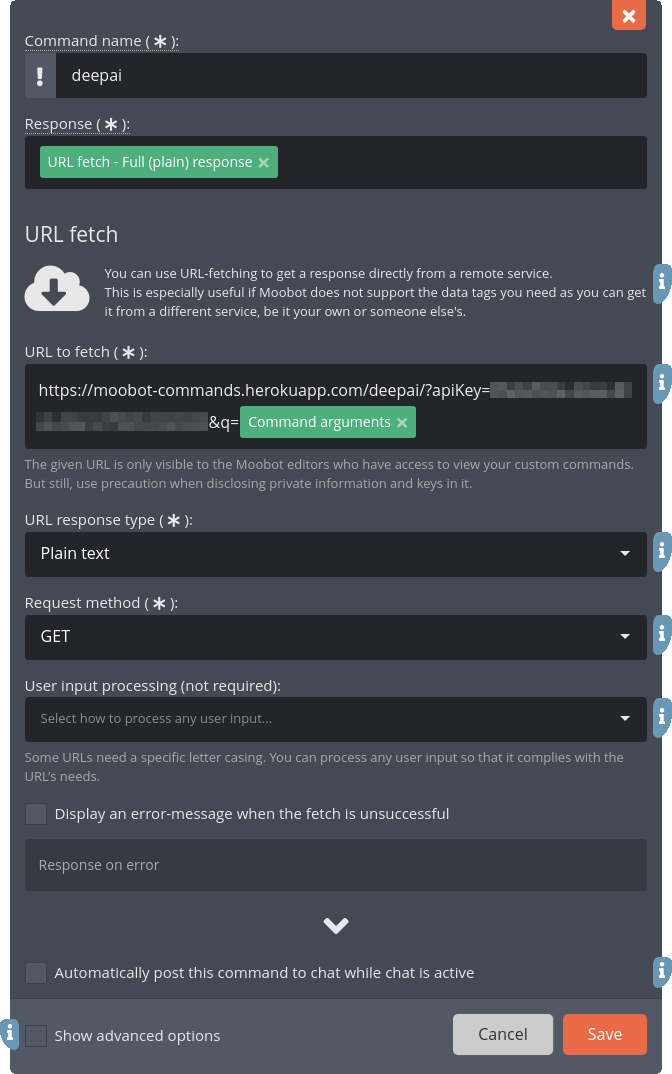 Command name ( ✱ ):
! deepai
Response ( ✱ ):
URL fetch - Full (plain) response ×
URL fetch
You can use URL-fetching to get a response directly from a remote service.
This is especially useful if Moobot does not support the data tags you need as you can get
it from a different service, be it your own or someone else's.
URL to fetch ( ✱ ):
https://moobot-commands.herokuapp.com/deepai/?apiKey=
&q= Command arguments ×
The given URL is only visible to the Moobot editors who have access to view your custom commands.
But still, use precaution when disclosing private information and keys in it.
URL response type ( ✱ ):
Plain text
Request method ( ✱ ):
GET
User input processing (not required):
Select how to process any user input...
Some URLs need a specific letter casing. You can process any user input so that it complies with the
URL's needs.
Display an error-message when the fetch is unsuccessful
Response on error
Automatically post this command to chat while chat is active
Show advanced options
Cancel
Save